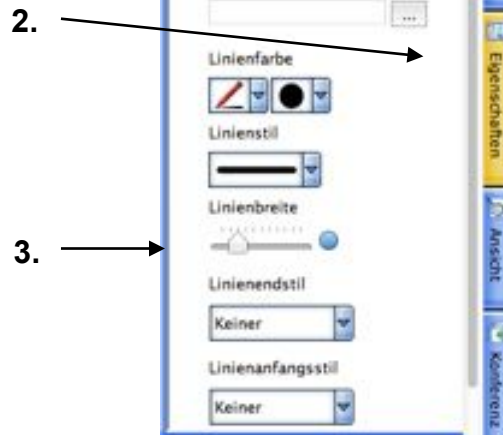 2.
...
Linienfarbe
Linienstil
Linienbreite
3.
Linienendstil
Keiner
Linienanfangsstil
Keiner
Eigenschaften
Ansicht
Konferenz